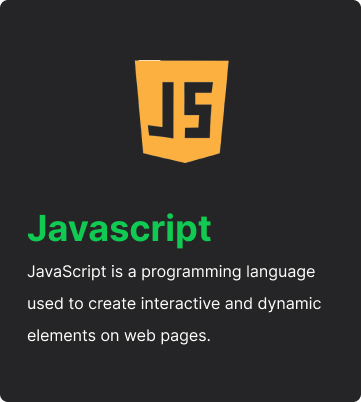 JS
Javascript
JavaScript is a programming language
used to create interactive and dynamic
elements on web pages.